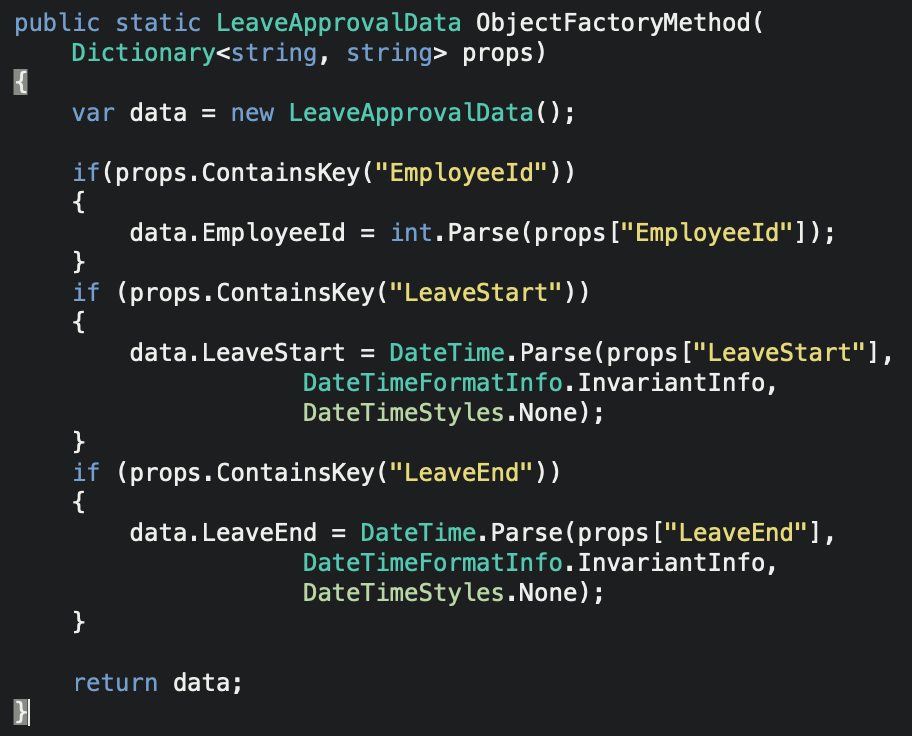 public static LeaveApprovalData ObjectFactoryMethod(
    Dictionary<string, string> props)
{
    var data = new LeaveApprovalData();

    if(props.ContainsKey("EmployeeId"))
    {
        data.EmployeeId = int.Parse(props["EmployeeId"]);
    }
    if (props.ContainsKey("LeaveStart"))
    {
        data.LeaveStart = DateTime.Parse(props["LeaveStart"],
                    DateTimeFormatInfo.InvariantInfo,
                    DateTimeStyles.None);
    }
    if (props.ContainsKey("LeaveEnd"))
    {
        data.LeaveEnd = DateTime.Parse(props["LeaveEnd"],
                    DateTimeFormatInfo.InvariantInfo,
                    DateTimeStyles.None);
    }

    return data;
}